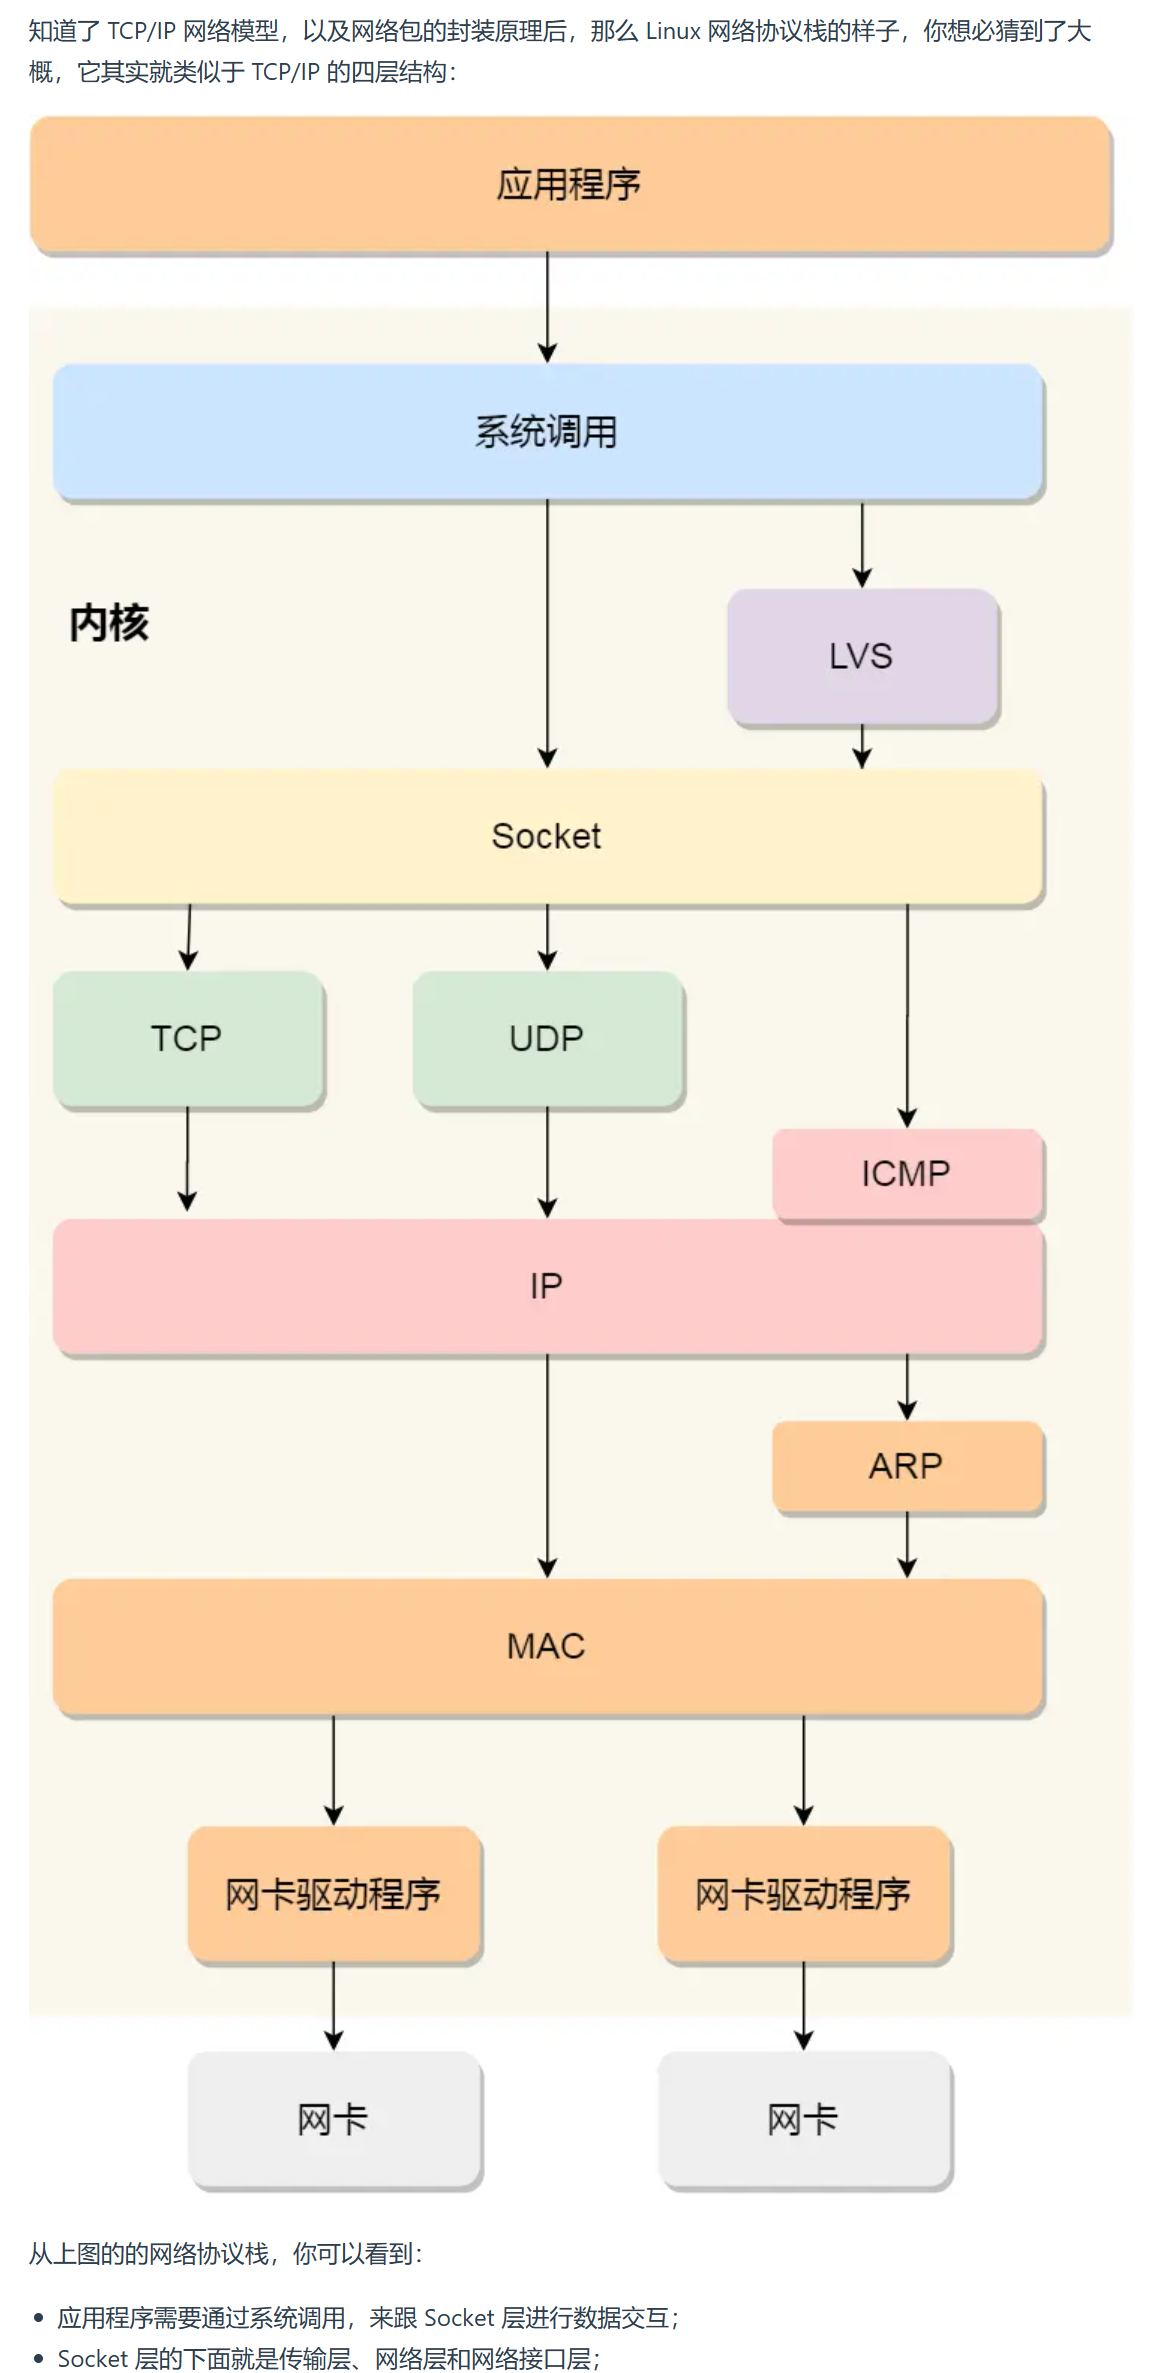 知道了 TCP/IP 网络模型，以及网络包的封装原理后，那么 Linux 网络协议栈的样子，你想必猜到了大
概，它其实就类似于 TCP/IP 的四层结构：
应用程序
系统调用
内核
LVS
Socket
TCP
UDP
ICMP
IP
ARP
MAC
网卡驱动程序
网卡驱动程序
网卡
网卡
从上图的的网络协议栈，你可以看到：
应用程序需要通过系统调用，来跟 Socket 层进行数据交互；
Socket 层的下面就是传输层、网络层和网络接口层；